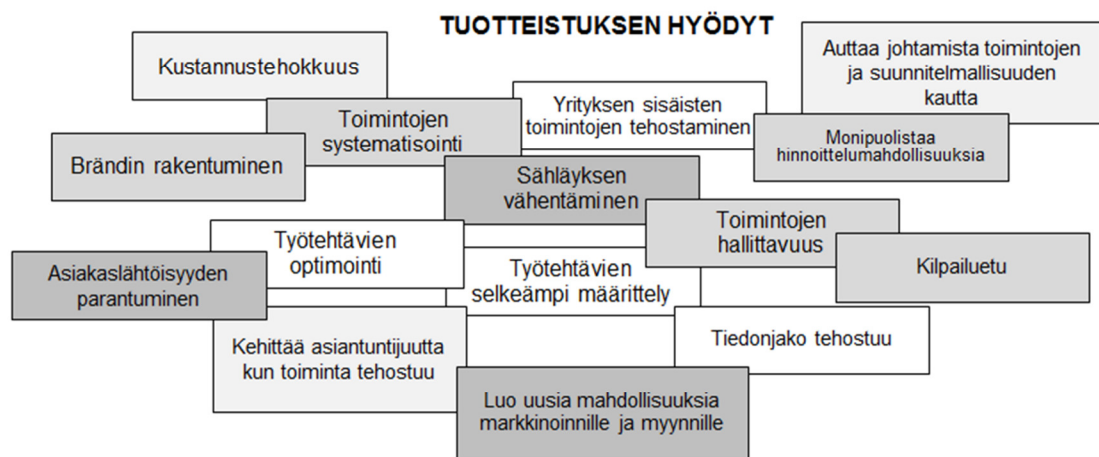 TUOTTEISTUKSEN HYÖDYT
Kustannustehokkuus
Auttaa johtamista toimintojen
ja suunnitelmallisuuden
kautta
Yrityksen sisäisten
toimintojen tehostaminen
Toimintojen
systematisointi
Monipuolistaa
hinnoittelumahdollisuuksia
Brändin rakentuminen
Sähläyksen
vähentäminen
Toimintojen
hallittavuus
Työtehtävien
optimointi
Kilpailuetu
Asiakaslähtöisyyden
parantuminen
Työtehtävien
selkeämpi määrittely
Tiedonjako tehostuu
Kehittää asiantuntijuutta
kun toiminta tehostuu
Luo uusia mahdollisuuksia
markkinoinnille ja myynnille